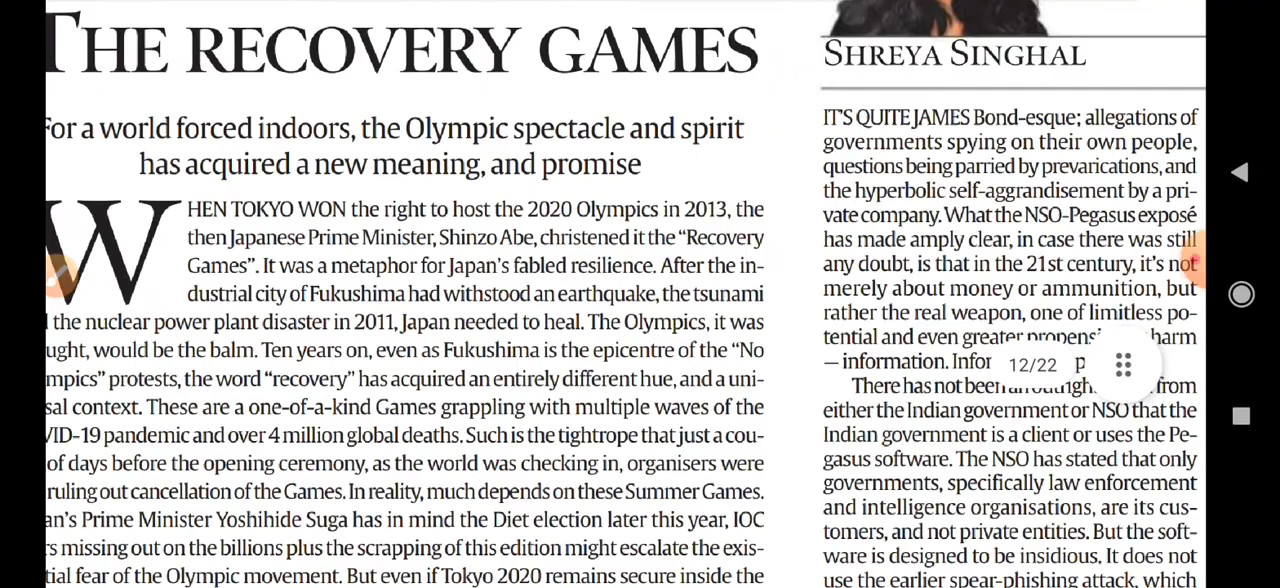 THE RECOVERY GAMES
For a world forced indoors, the Olympic spectacle and spirit
has acquired a new meaning, and promise
WHEN TOKYO WON the right to host the 2020 Olympics in 2013, the
then Japanese Prime Minister, Shinzo Abe, christened it the “Recovery
Games”. It was a metaphor for Japan’s fabled resilience. After the in-
dustrial city of Fukushima had withstood an earthquake, the tsunami
the nuclear power plant disaster in 2011, Japan needed to heal. The Olympics, it was
ught, would be the balm. Ten years on, even as Fukushima is the epicentre of the “No
mpics” protests, the word “recovery” has acquired an entirely different hue, and a uni-
sal context. These are a one-of-a-kind Games grappling with multiple waves of the
VID-19 pandemic and over 4 million global deaths. Such is the tightrope that just a cou-
of days before the opening ceremony, as the world was checking in, organisers were
ruling out cancellation of the Games. In reality, much depends on these Summer Games.
an’s Prime Minister Yoshihide Suga has in mind the Diet election later this year, IOC
rs missing out on the billions plus the scrapping of this edition might escalate the exis-
tial fear of the Olympic movement. But even if Tokyo 2020 remains secure inside the
SHREYA SINGHAL
IT’S QUITE JAMES Bond-esque; allegations of
governments spying on their own people,
questions being parried by prevarications, and
the hyperbolic self-aggrandisement by a pri-
vate company. What the NSO-Pegasus exposé
has made amply clear, in case there was still
any doubt, is that in the 21st century, it’s not
merely about money or ammunition, but
rather the real weapon, one of limitless po-
tential and even greater harm
— information. Infor
12/22
There has not been from
either the Indian government or NSO that the
Indian government is a client or uses the Pe-
gasus software. The NSO has stated that only
governments, specifically law enforcement
and intelligence organisations, are its cus-
tomers, and not private entities. But the soft-
ware is designed to be insidious. It does not
use the earlier spear-phishing attack, which